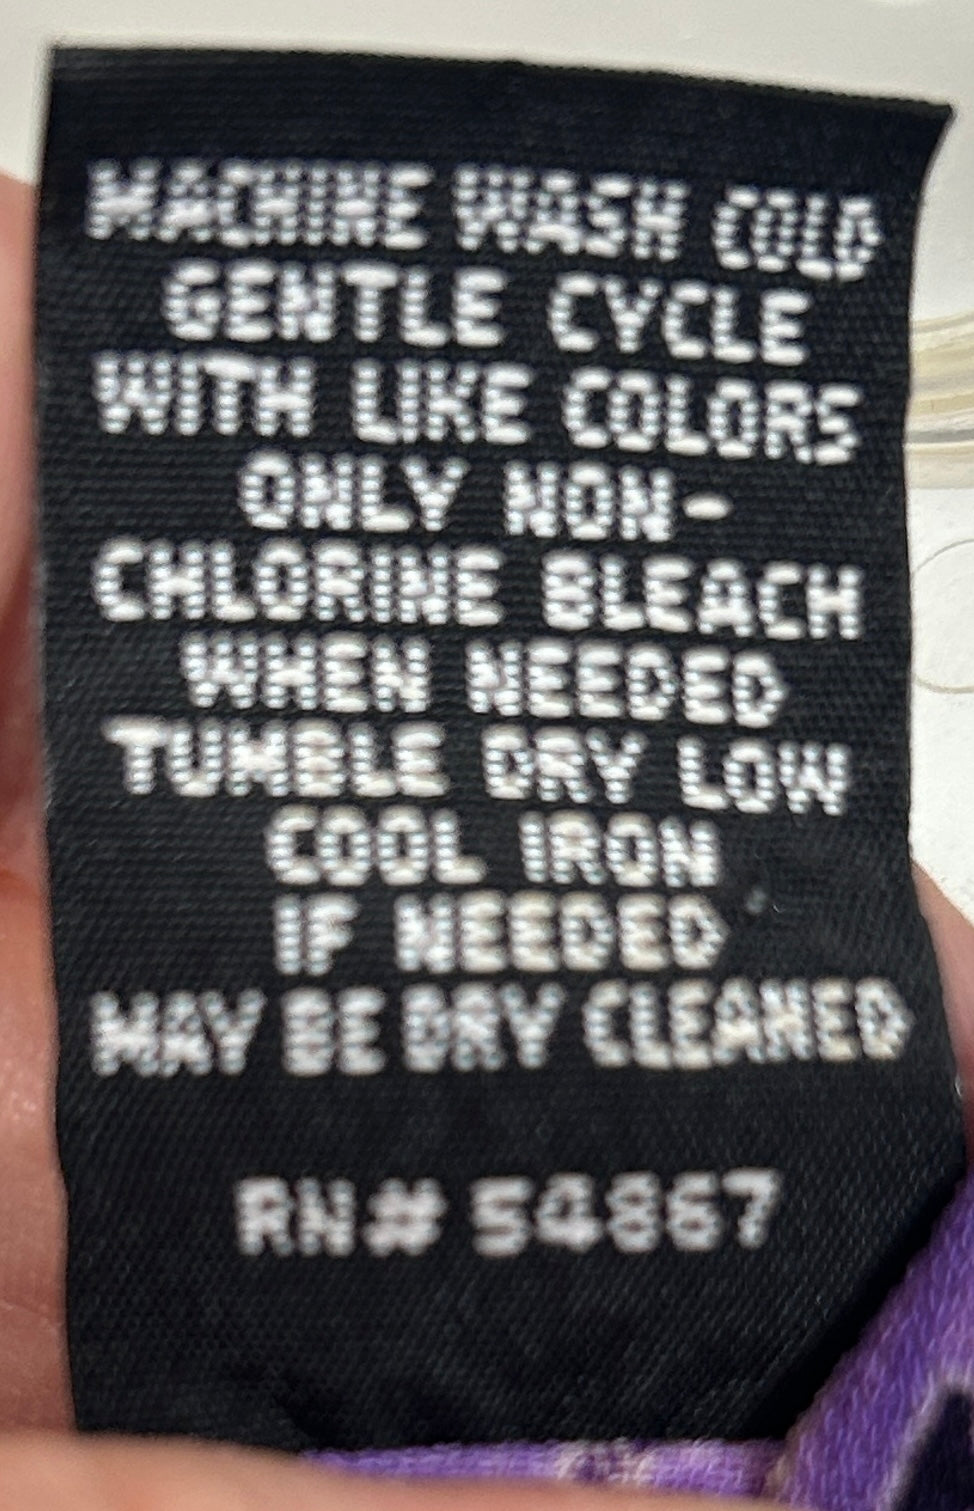 MACHINE WASH COLD
GENTLE CYCLE
WITH LIKE COLORS
ONLY NON-
CHLORINE BLEACH
WHEN NEEDED
TUMBLE DRY LOW
COOL IRON
IF NEEDED
MAY BE DRY CLEANED
RN# 54867